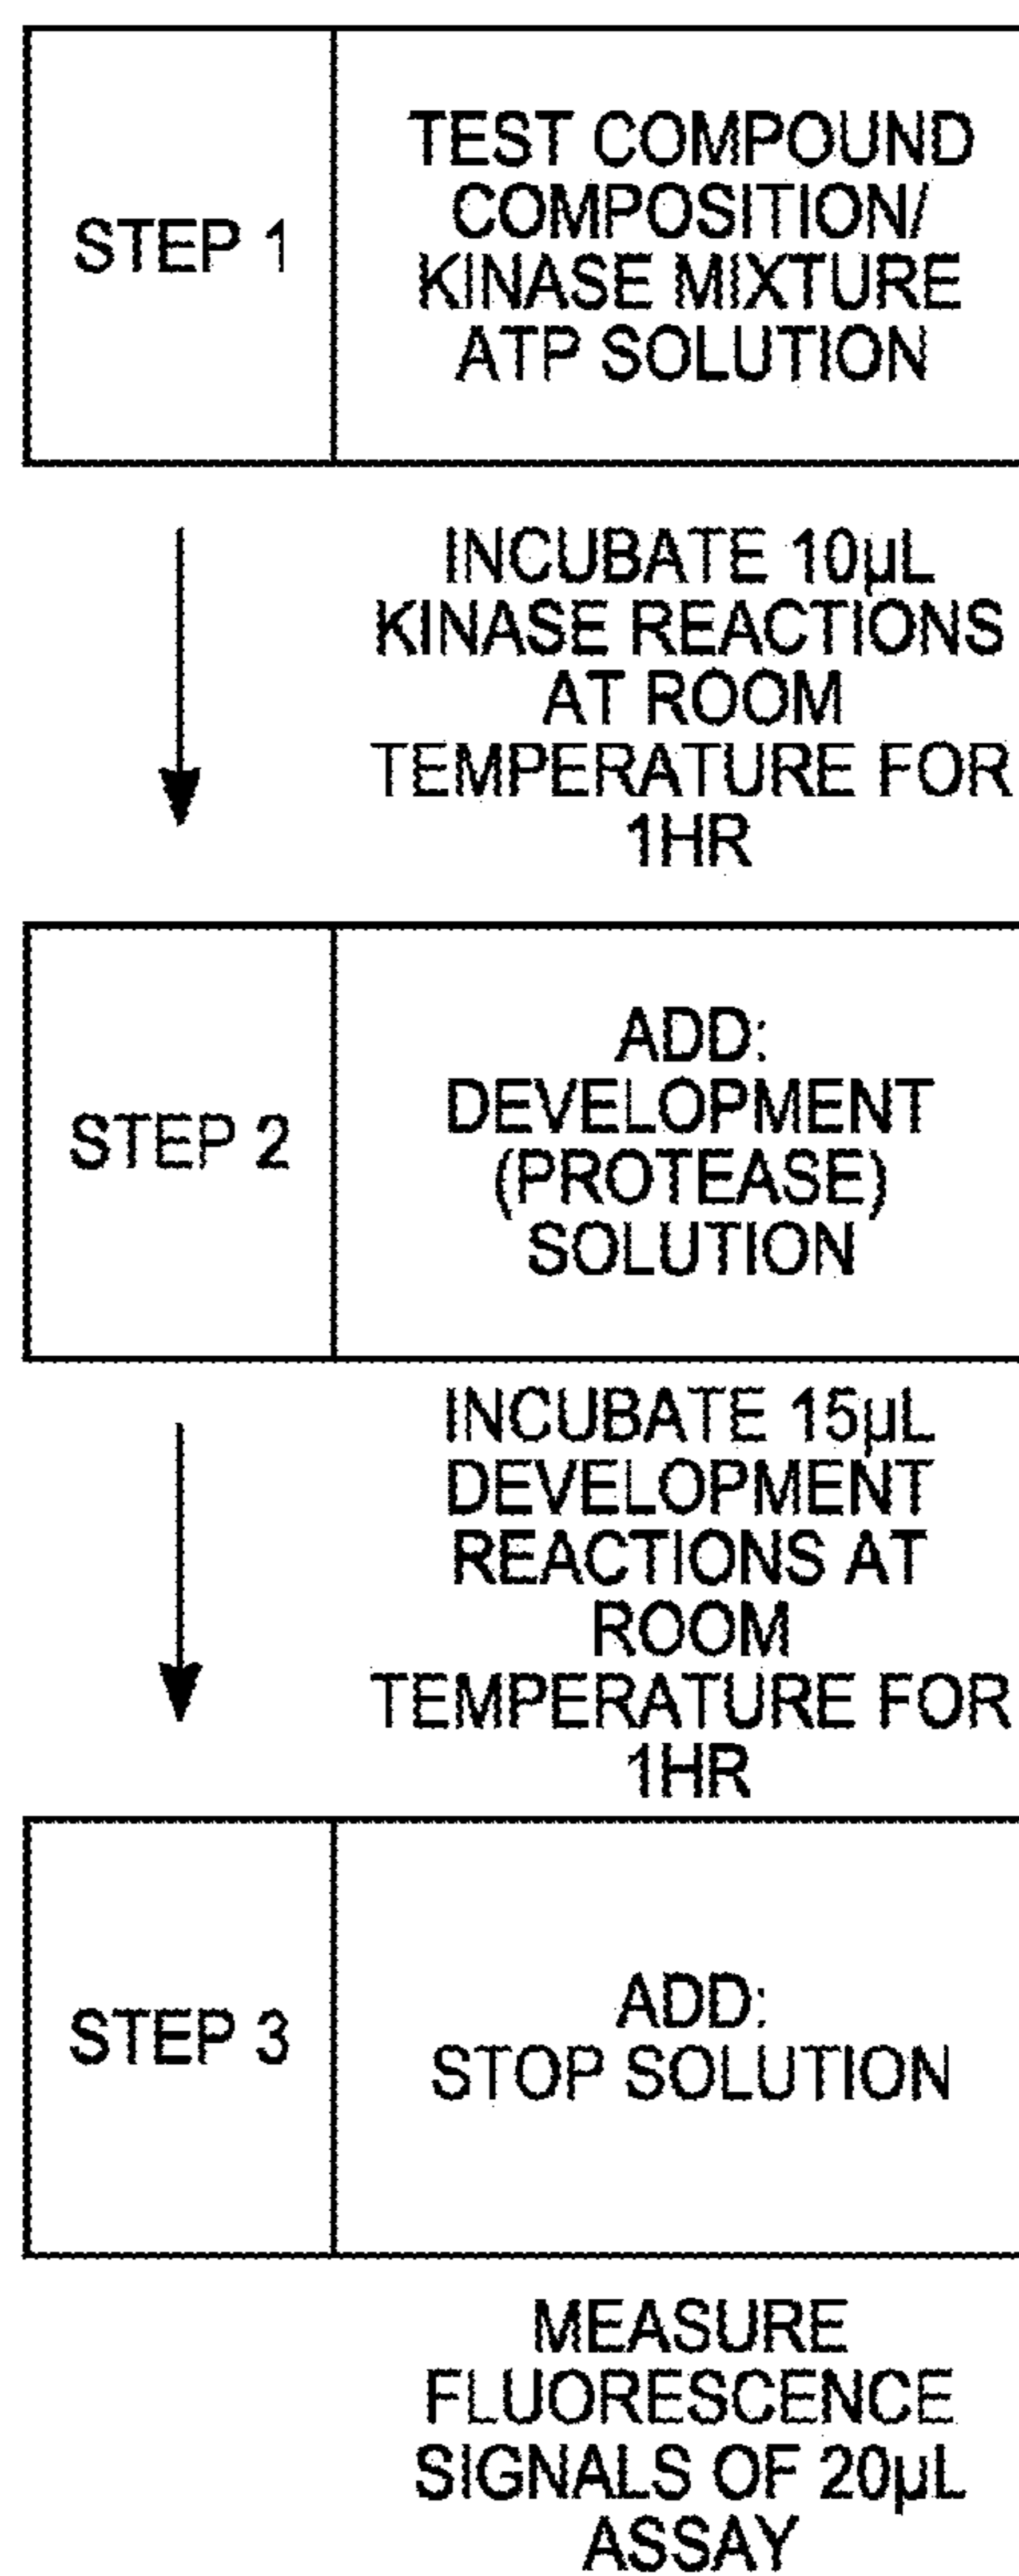 STEP 1
TEST COMPOUND
COMPOSITION/
KINASE MIXTURE
ATP SOLUTION
INCUBATE 10µL
KINASE REACTIONS
AT ROOM
TEMPERATURE FOR
1HR
STEP 2
ADD:
DEVELOPMENT
(PROTEASE)
SOLUTION
INCUBATE 15µL
DEVELOPMENT
REACTIONS AT
ROOM
TEMPERATURE FOR
1HR
STEP 3
ADD:
STOP SOLUTION
MEASURE
FLUORESCENCE
SIGNALS OF 20µL
ASSAY